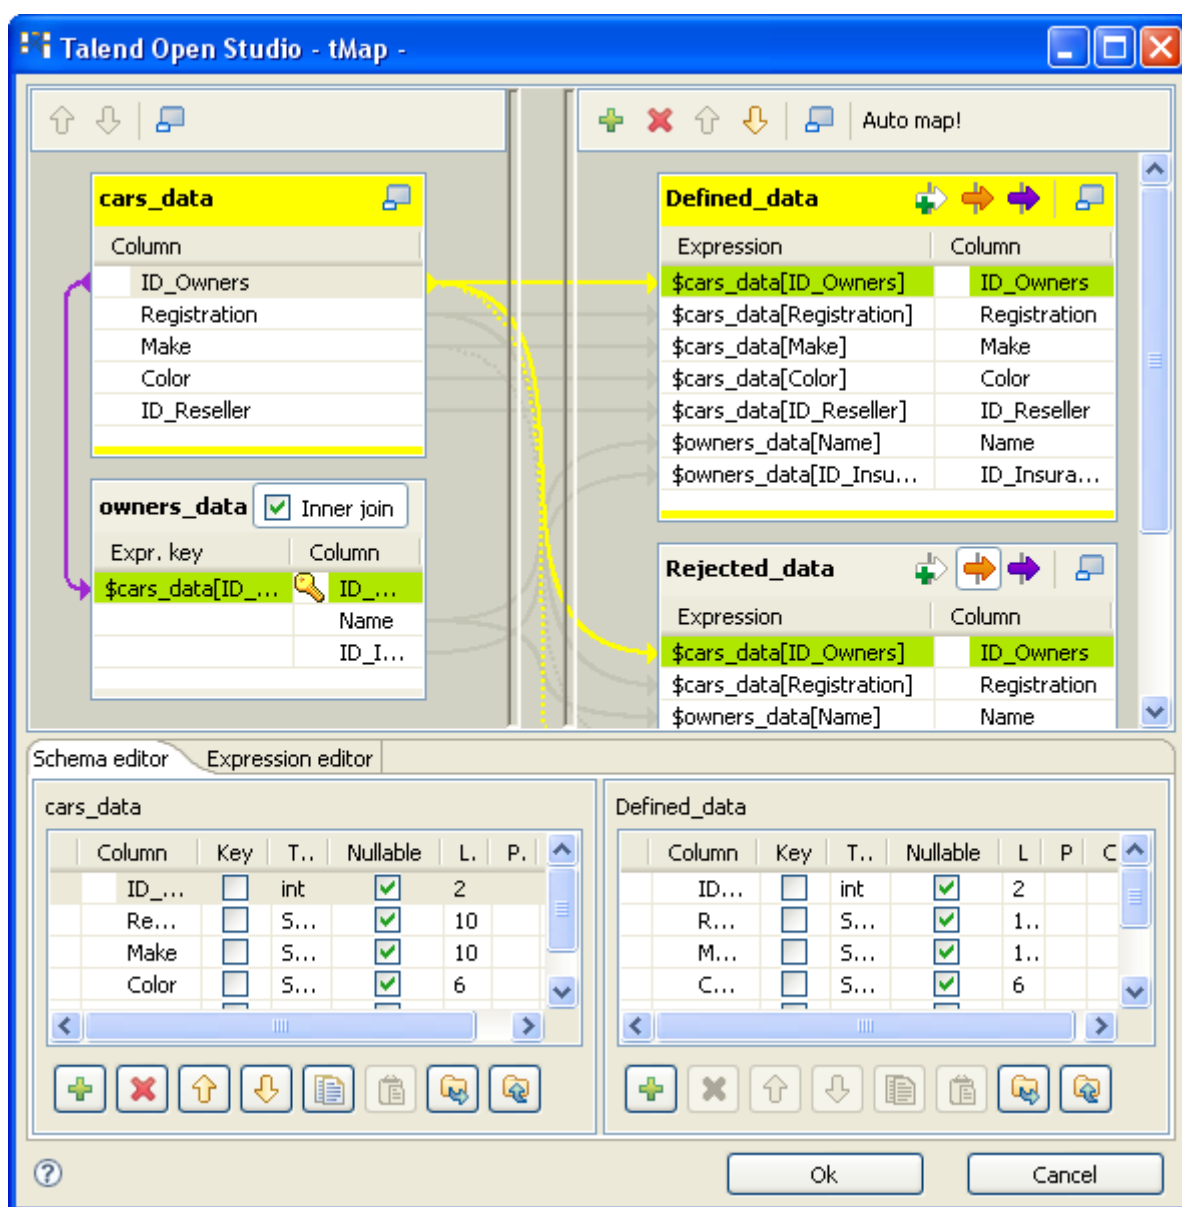 Talend Open Studio - tMap -
Auto map!
cars_data
Column
ID_Owners
Registration
Make
Color
ID_Reseller
owners_data Inner join
Expr. key Column
$cars_data[ID_... ID_...
Name
ID_I...
Defined_data
Expression Column
$cars_data[ID_Owners] ID_Owners
$cars_data[Registration] Registration
$cars_data[Make] Make
$cars_data[Color] Color
$cars_data[ID_Reseller] ID_Reseller
$owners_data[Name] Name
$owners_data[ID_Insu... ID_Insura...
Rejected_data
Expression Column
$cars_data[ID_Owners] ID_Owners
$cars_data[Registration] Registration
$owners_data[Name] Name
Schema editor Expression editor
cars_data
Column Key T.. Nullable L. P.
ID_... int 2
Re... S... 10
Make S... 10
Color S... 6
Defined_data
Column Key T.. Nullable L P C
ID... int 2
R... S... 1..
M... S... 1..
C... S... 6
Ok Cancel